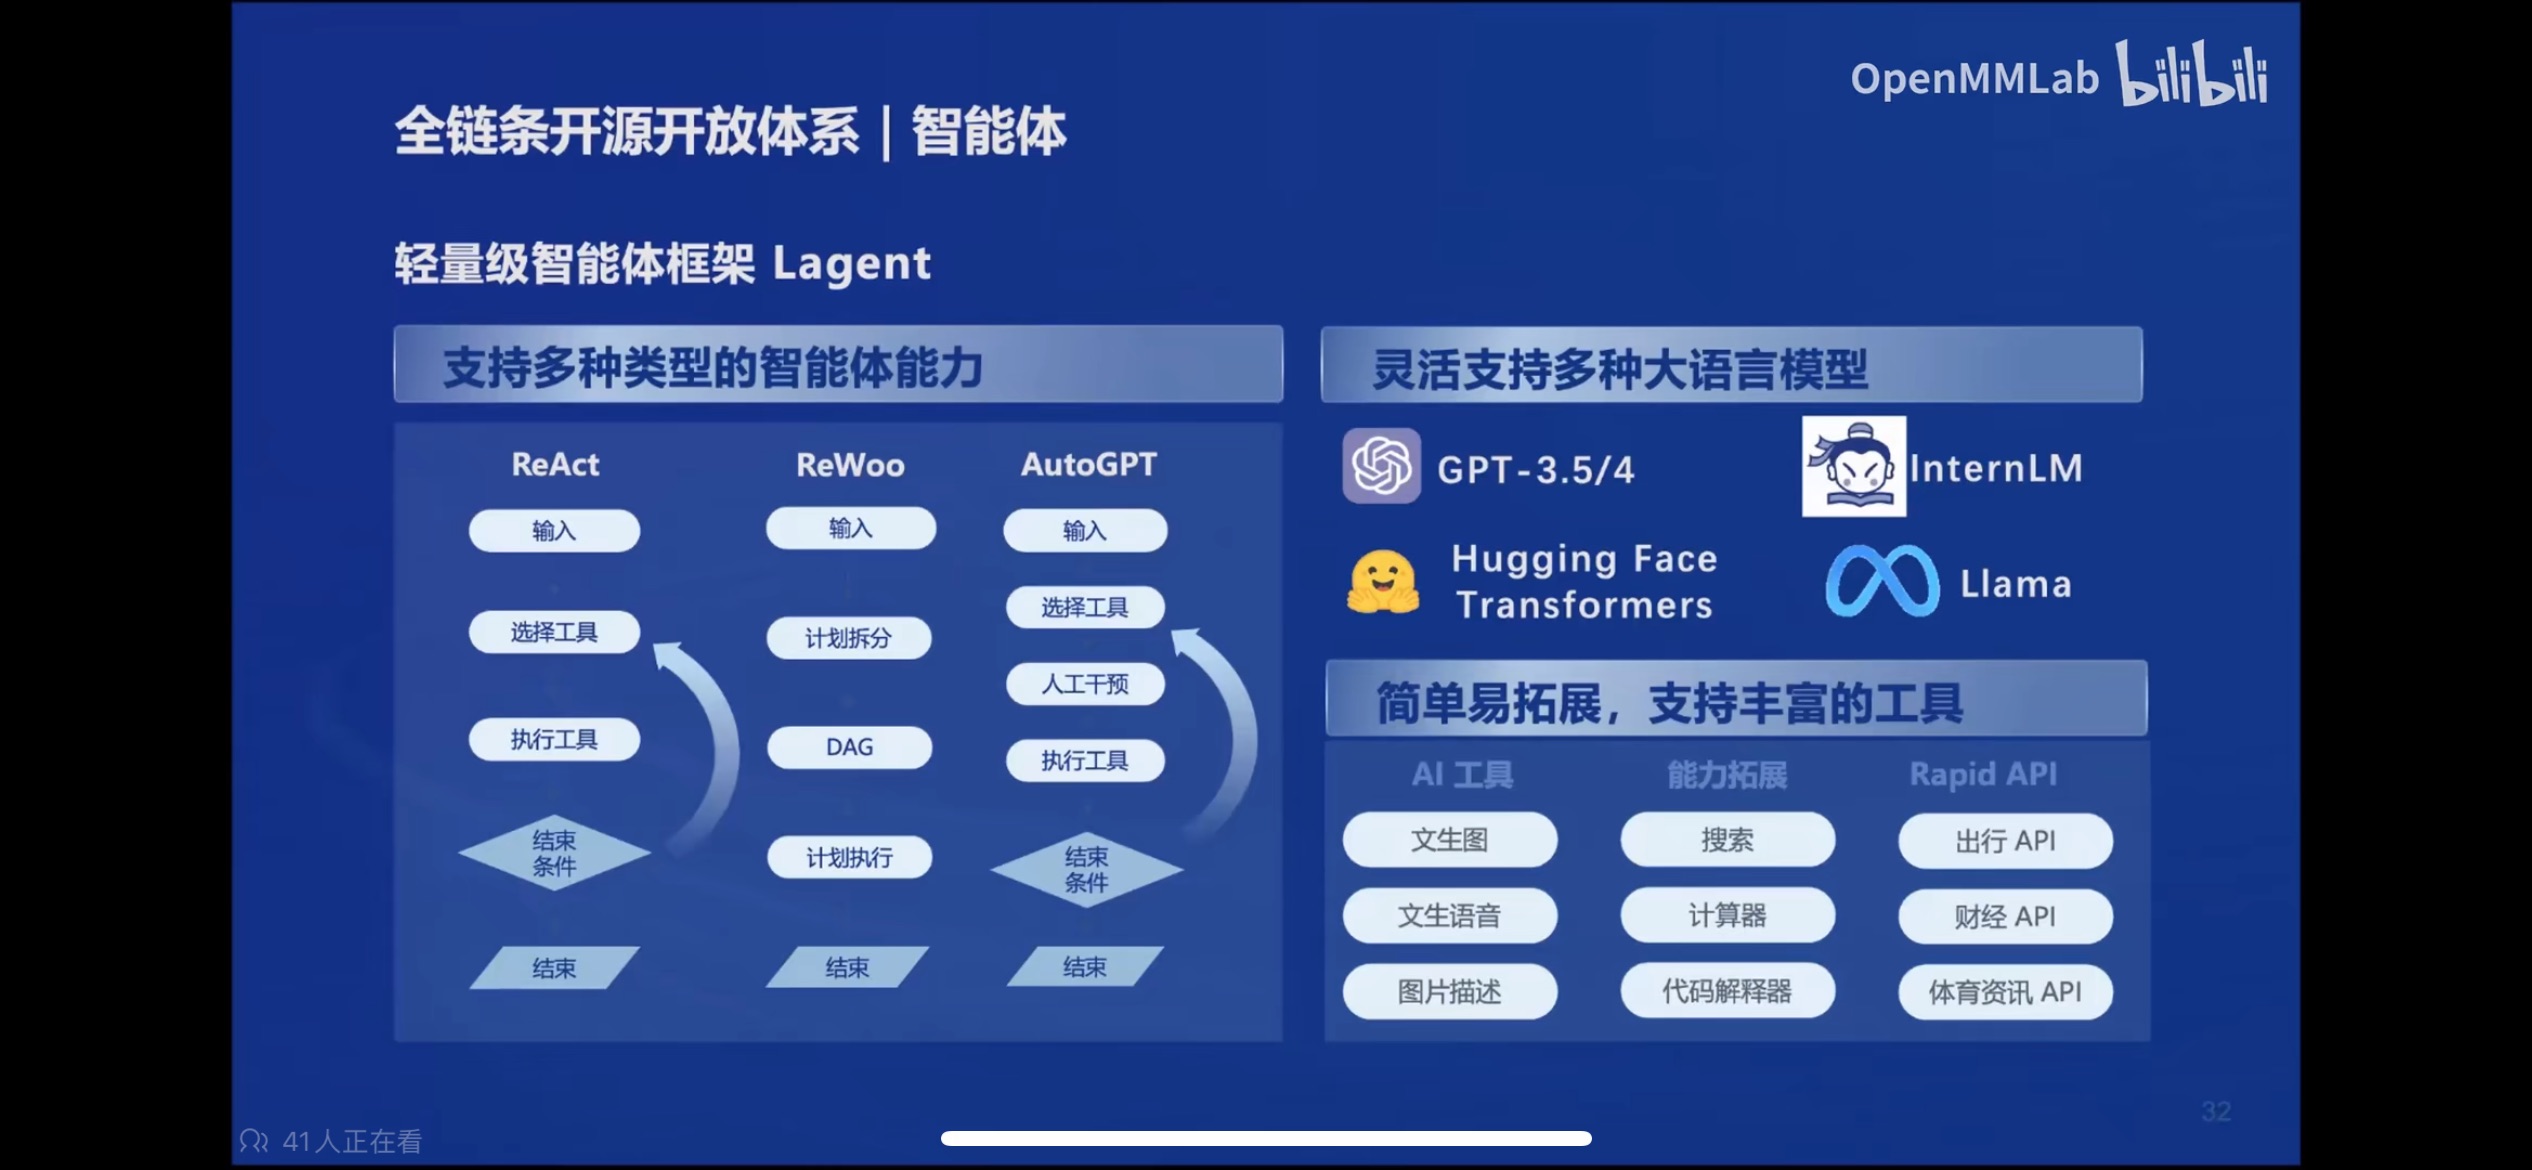 OpenMMLab bilibili
全链条开源开放体系 | 智能体
轻量级智能体框架 Lagent
支持多种类型的智能体能力
ReAct
输入
选择工具
执行工具
结束
条件
结束
ReWoo
输入
计划拆分
DAG
计划执行
结束
AutoGPT
输入
选择工具
人工干预
执行工具
结束
条件
结束
灵活支持多种大语言模型
GPT-3.5/4
InternLM
Hugging Face
Transformers
Llama
简单易拓展，支持丰富的工具
AI 工具
文生图
文生语音
图片描述
能力拓展
搜索
计算器
代码解释器
Rapid API
出行 API
财经 API
体育资讯 API
32
41人正在看